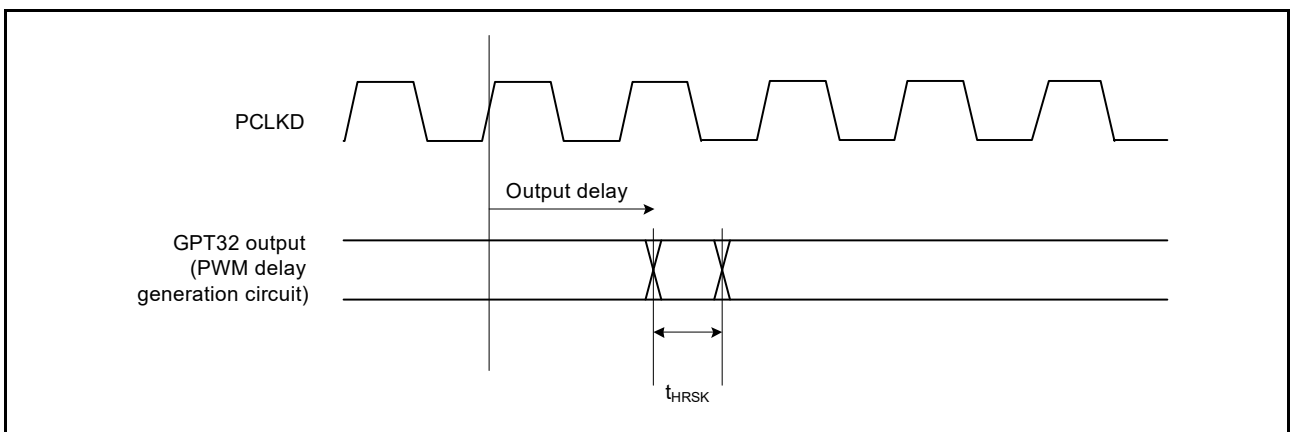 PCLKD
Output delay
GPT32 output
(PWM delay
generation circuit)
tHRSK